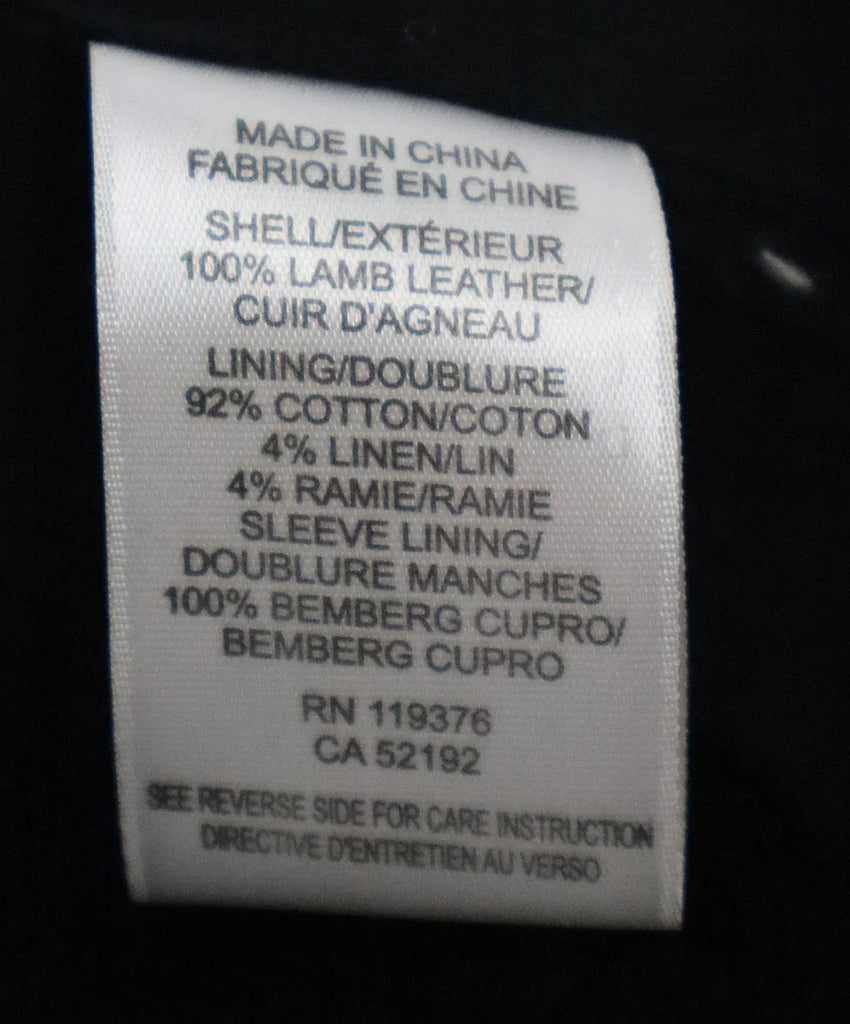 MADE IN CHINA
FABRIQUÉ EN CHINE
SHELL/EXTÉRIEUR
100% LAMB LEATHER/
CUIR D'AGNEAU
LINING/DOUBLURE
92% COTTON/COTON
4% LINEN/LIN
4% RAMIE/RAMIE
SLEEVE LINING/
DOUBLURE MANCHES
100% BEMBERG CUPRO/
BEMBERG CUPRO
RN 119376
CA 52192
SEE REVERSE SIDE FOR CARE INSTRUCTION
DIRECTIVE D'ENTRETIEN AU VERSO